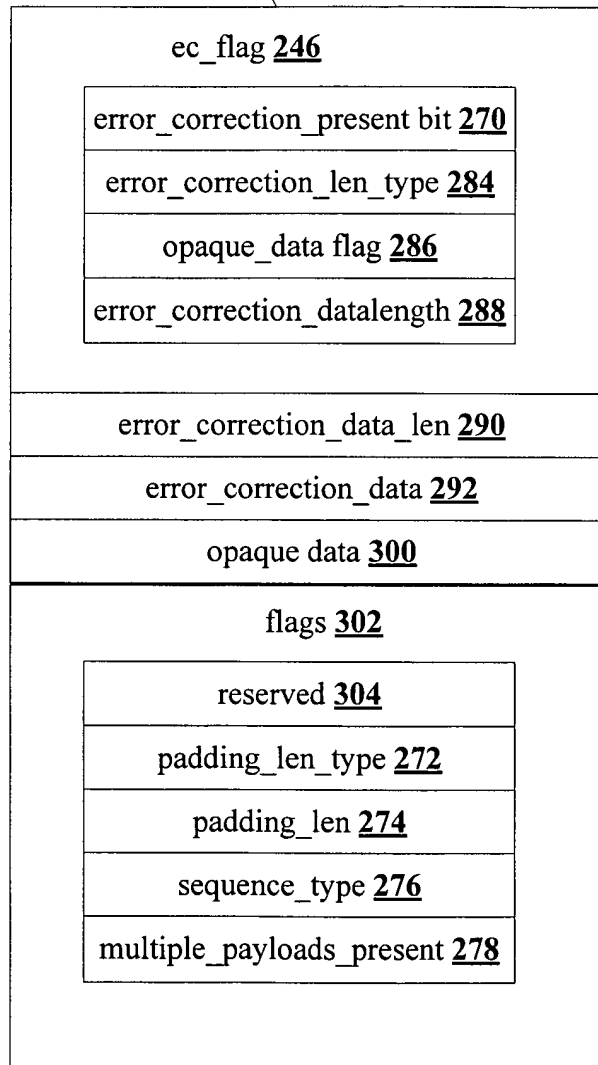 ec_flag 246
error_correction_present bit 270
error_correction_len_type 284
opaque_data flag 286
error_correction_datalength 288
error_correction_data_len 290
error_correction_data 292
opaque data 300
flags 302
reserved 304
padding_len_type 272
padding_len 274
sequence_type 276
multiple_payloads_present 278